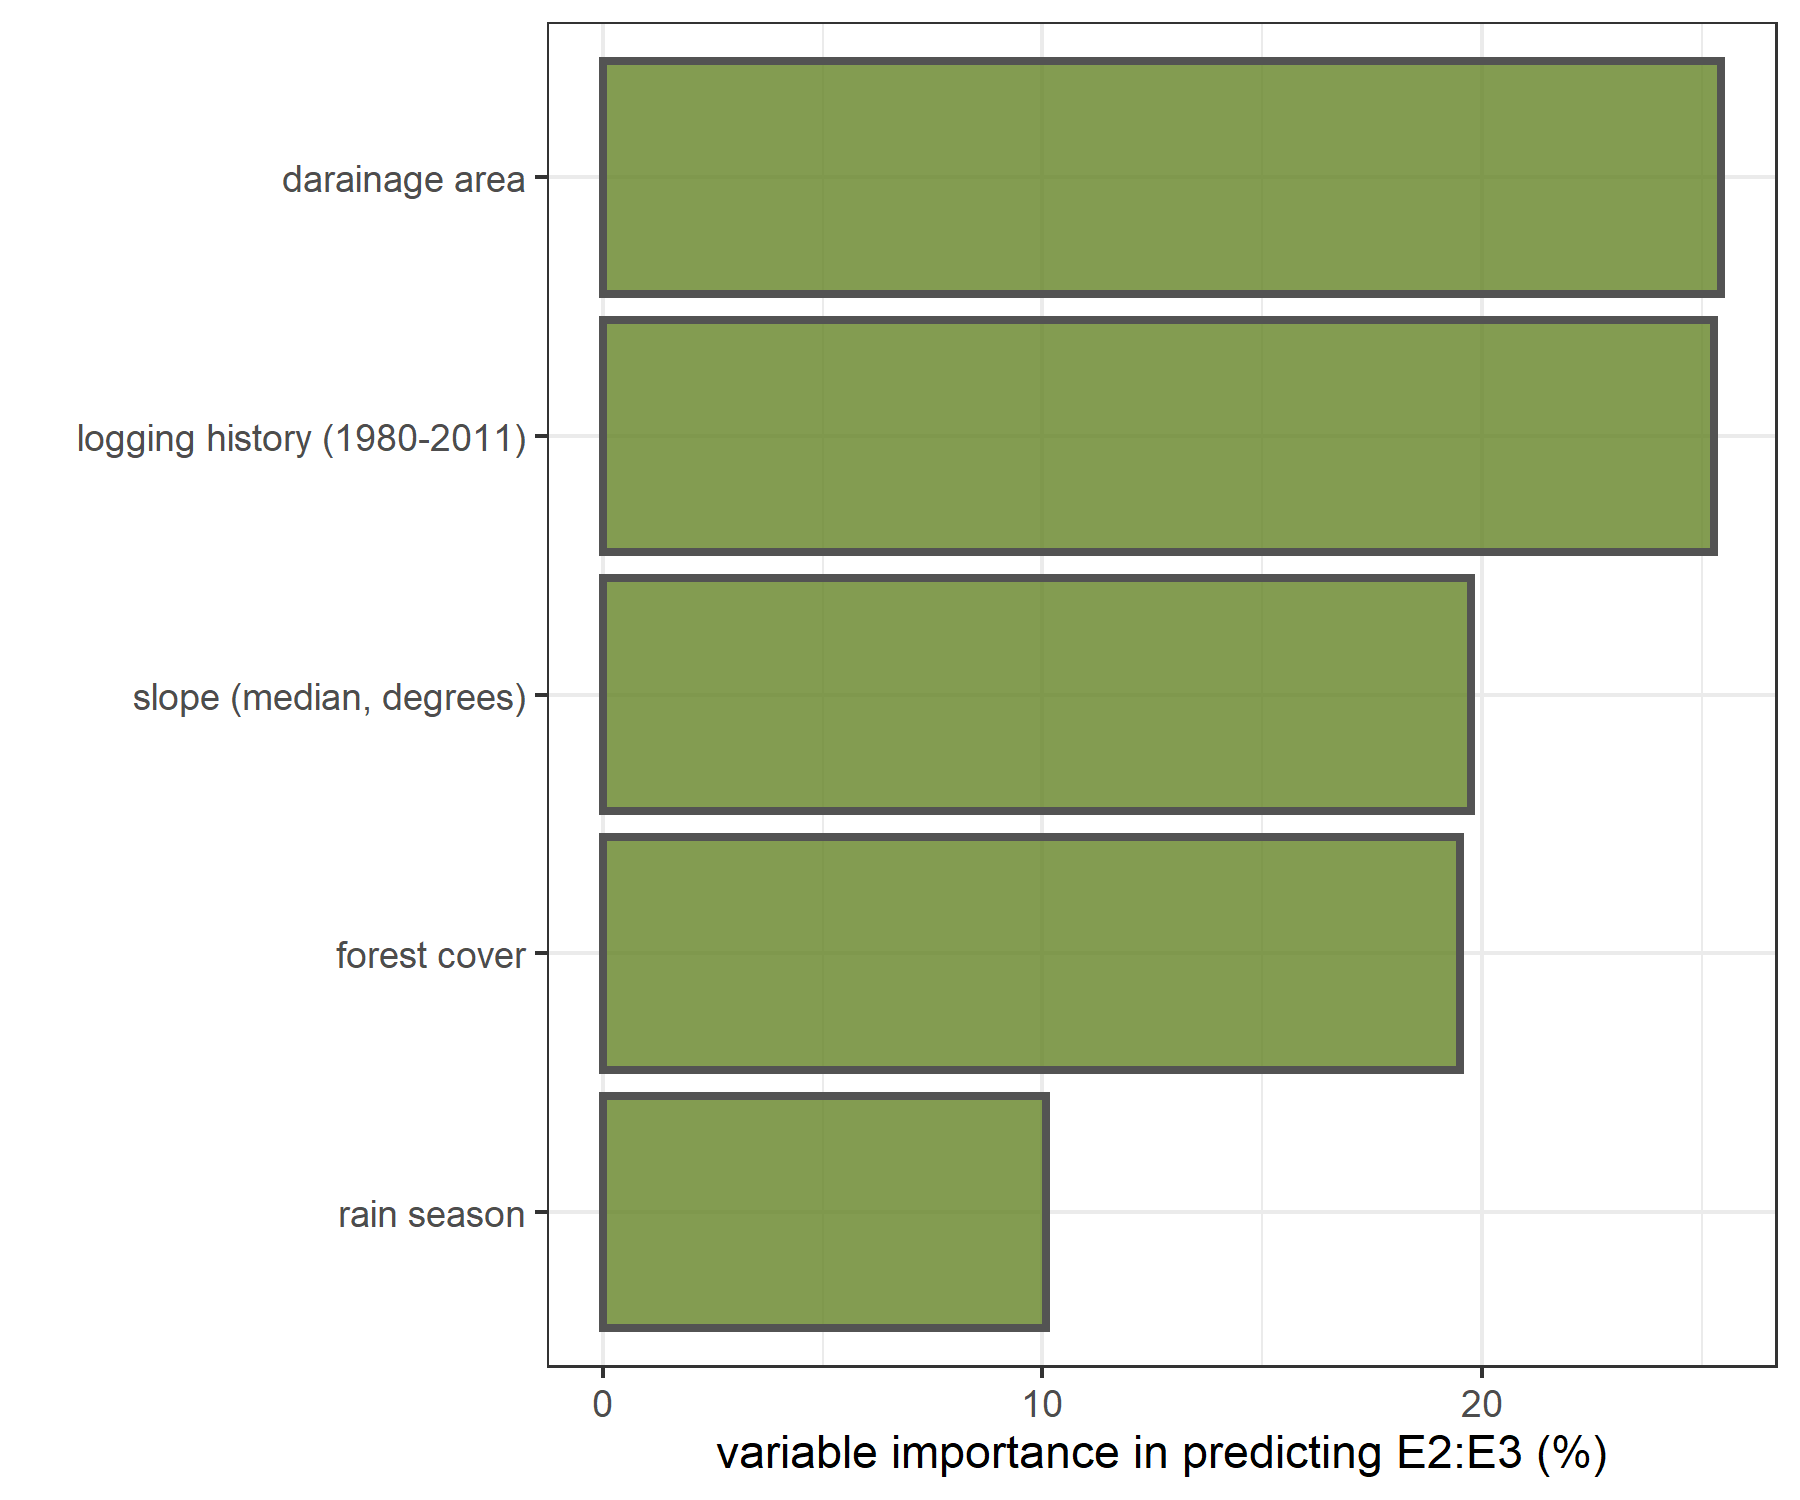 darainage area
logging history (1980-2011)
slope (median, degrees)
forest cover
rain season
0 10 20
variable importance in predicting E2:E3 (%)